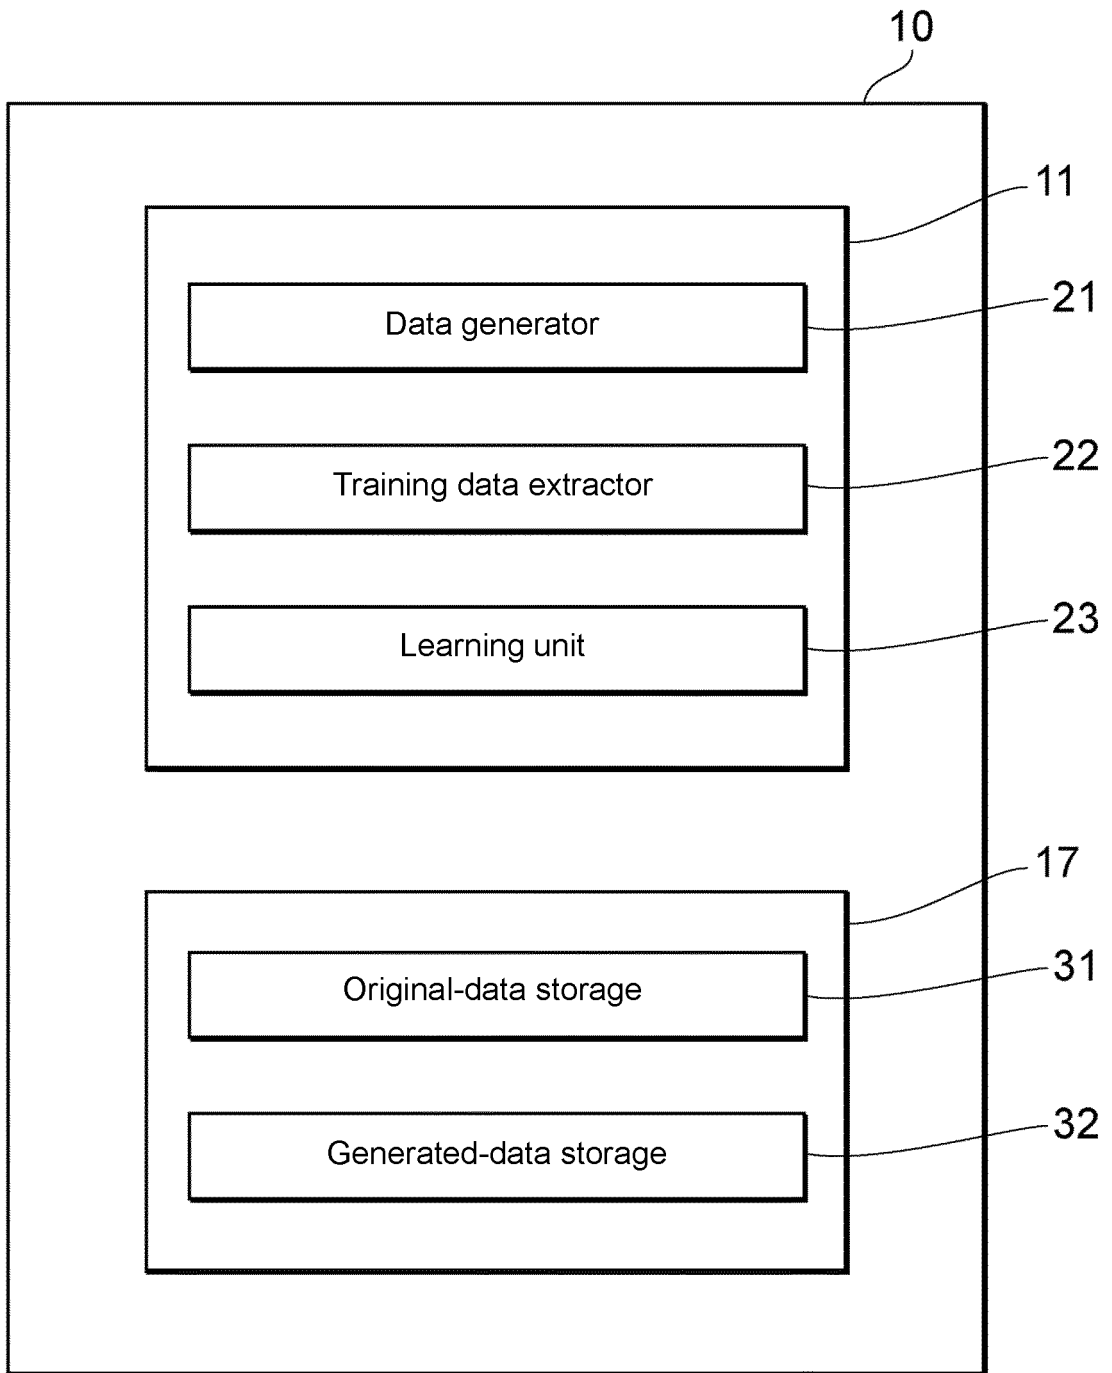 10
11
Data generator
21
Training data extractor
22
Learning unit
23
17
Original-data storage
31
Generated-data storage
32